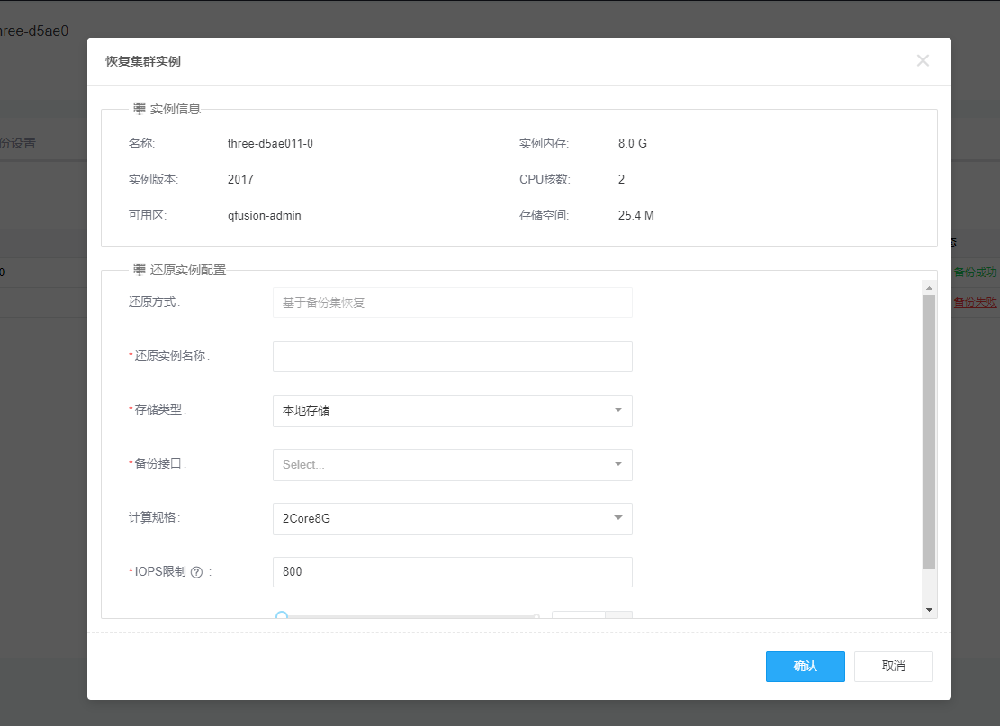 hree-d5ae0
恢复集群实例
实例信息
份设置
名称: three-d5ae011-0 实例内存: 8.0 G
实例版本: 2017 CPU核数: 2
可用区: qfusion-admin 存储空间: 25.4 M
态
还原实例配置
0
备份成功
还原方式: 基于备份集恢复
备份失败
*还原实例名称:
*存储类型: 本地存储
*备份接口: Select...
计算规格: 2Core8G
*IOPS限制 ? : 800
确认 取消